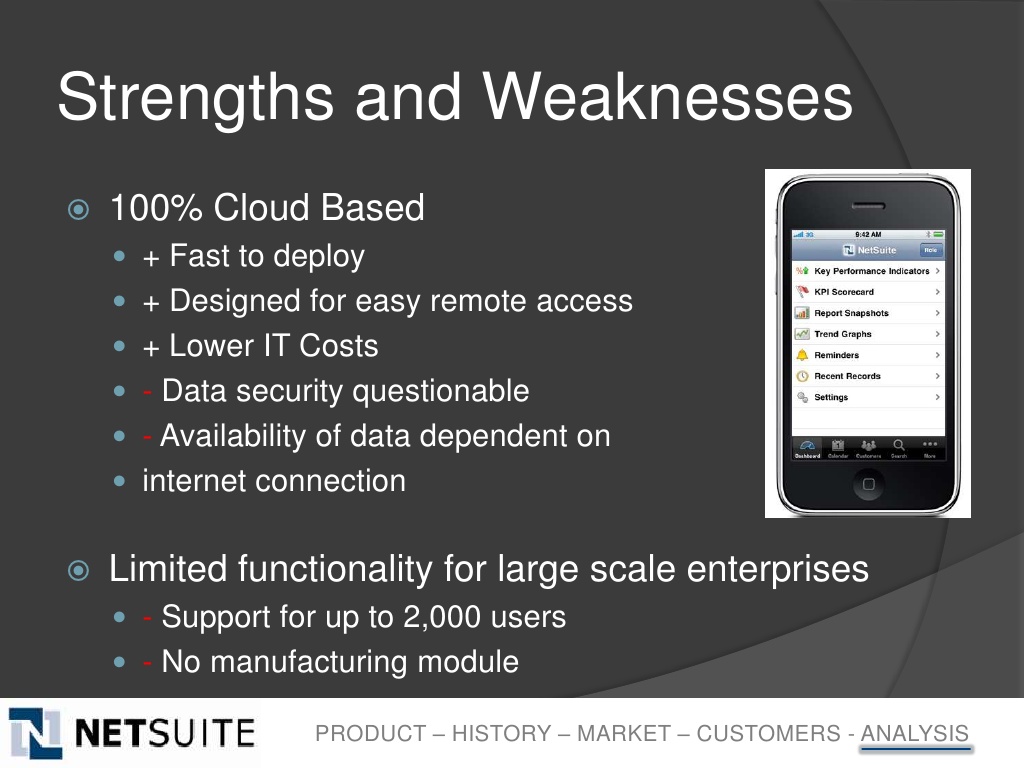 Strengths and Weaknesses
100% Cloud Based
+ Fast to deploy
+ Designed for easy remote access
+ Lower IT Costs
- Data security questionable
- Availability of data dependent on
internet connection
3G 9:42 AM
NetSuite Role
Key Performance Indicators
KPI Scorecard
Report Snapshots
Trend Graphs
Reminders
Recent Records
Settings
Dashboard Calendar Customers Search More
Limited functionality for large scale enterprises
- Support for up to 2,000 users
- No manufacturing module
NETSUITE
PRODUCT – HISTORY – MARKET – CUSTOMERS - ANALYSIS